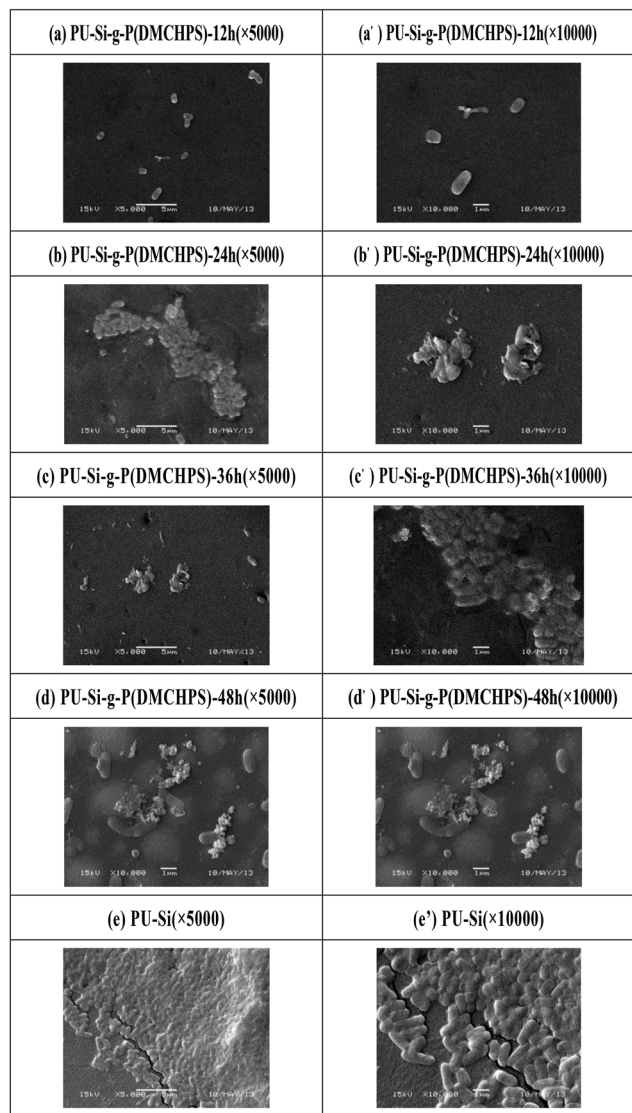 (a) PU-Si-g-P(DMCHPS)-12h(×5000)
(a' ) PU-Si-g-P(DMCHPS)-12h(×10000)
15kV X5,000 5µm 10/MAY/13
15kV X10,000 1µm 10/MAY/13
(b) PU-Si-g-P(DMCHPS)-24h(×5000)
(b' ) PU-Si-g-P(DMCHPS)-24h(×10000)
15kV X5,000 5µm 10/MAY/13
15kV X10,000 1µm 10/MAY/13
(c) PU-Si-g-P(DMCHPS)-36h(×5000)
(c' ) PU-Si-g-P(DMCHPS)-36h(×10000)
15kV X5,000 5µm 10/MAY/13
15kV X10,000 1µm 10/MAY/13
(d) PU-Si-g-P(DMCHPS)-48h(×5000)
(d' ) PU-Si-g-P(DMCHPS)-48h(×10000)
15kV X10,000 1µm 10/MAY/13
15kV X10,000 1µm 10/MAY/13
(e) PU-Si(×5000)
(e’) PU-Si(×10000)
15kV X5,000 5µm 10/MAY/13
15kV X10,000 1µm 10/MAY/13